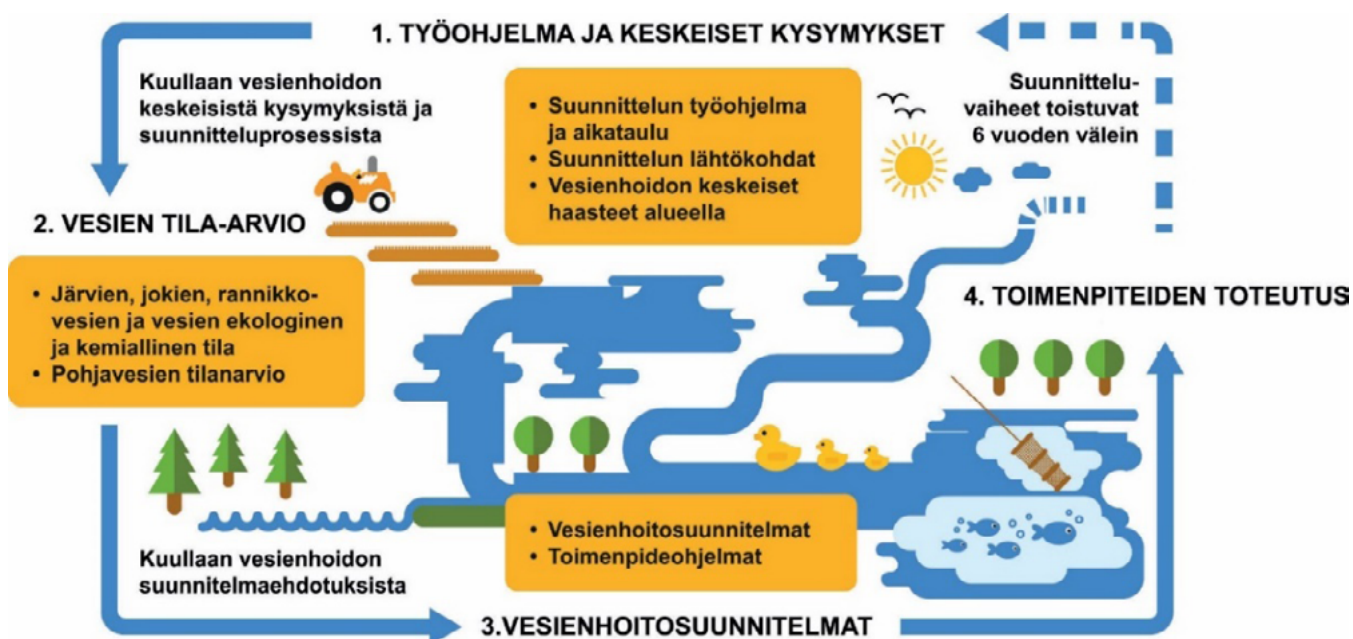 1. TYÖOHJELMA JA KESKEISET KYSYMYKSET
Kuullaan vesienhoidon
keskeisistä kysymyksistä ja
suunnitteluprosessista
• Suunnittelun työohjelma
ja aikataulu
• Suunnittelun lähtökohdat
• Vesienhoidon keskeiset
haasteet alueella
Suunnittelu-
vaiheet toistuvat
6 vuoden välein
2. VESIEN TILA-ARVIO
• Järvien, jokien, rannikko-
vesien ja vesien ekologinen
ja kemiallinen tila
• Pohjavesien tilanarvio
Kuullaan vesienhoidon
suunnitelmaehdotuksista
• Vesienhoitosuunnitelmat
• Toimenpideohjelmat
3.VESIENHOITOSUUNNITELMAT
4. TOIMENPITEIDEN TOTEUTUS